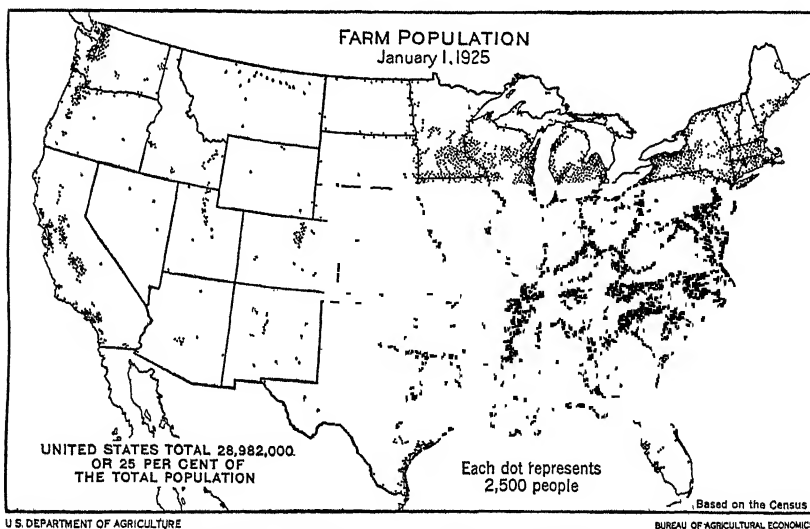 FARM POPULATION
January 1, 1925
UNITED STATES TOTAL 28,982,000.
OR 25 PER CENT OF
THE TOTAL POPULATION
Each dot represents
2,500 people
Based on the Census
U.S. DEPARTMENT OF AGRICULTURE
BUREAU OF AGRICULTURAL ECONOMIC